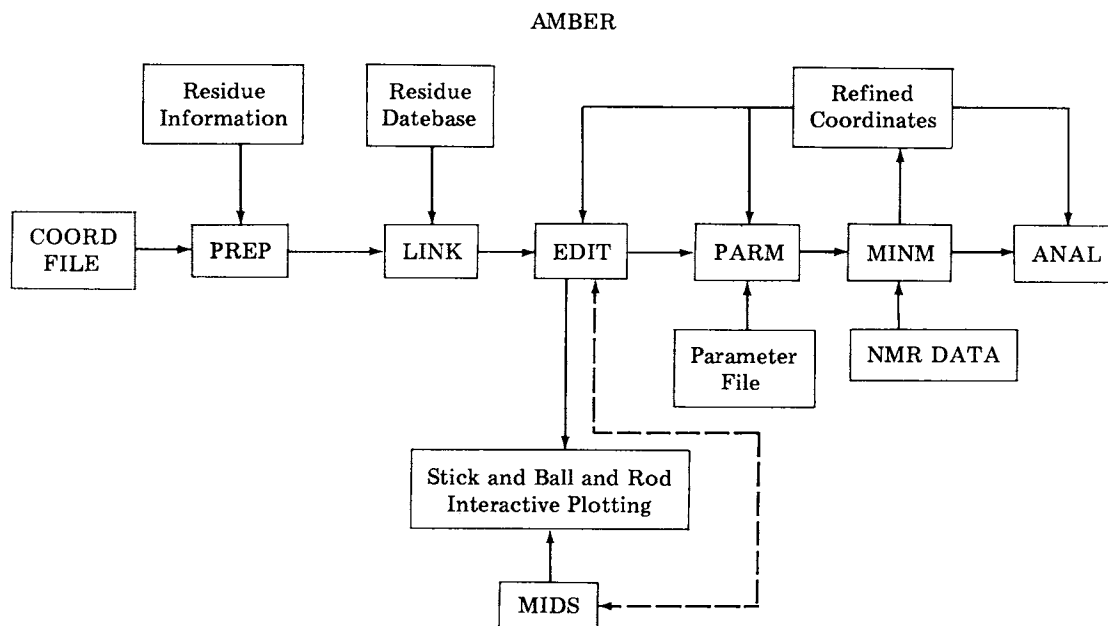 AMBER
Residue
Information
Residue
Datebase
Refined
Coordinates
COORD
FILE
PREP
LINK
EDIT
PARM
MINM
ANAL
Parameter
File
NMR DATA
Stick and Ball and Rod
Interactive Plotting
MIDS